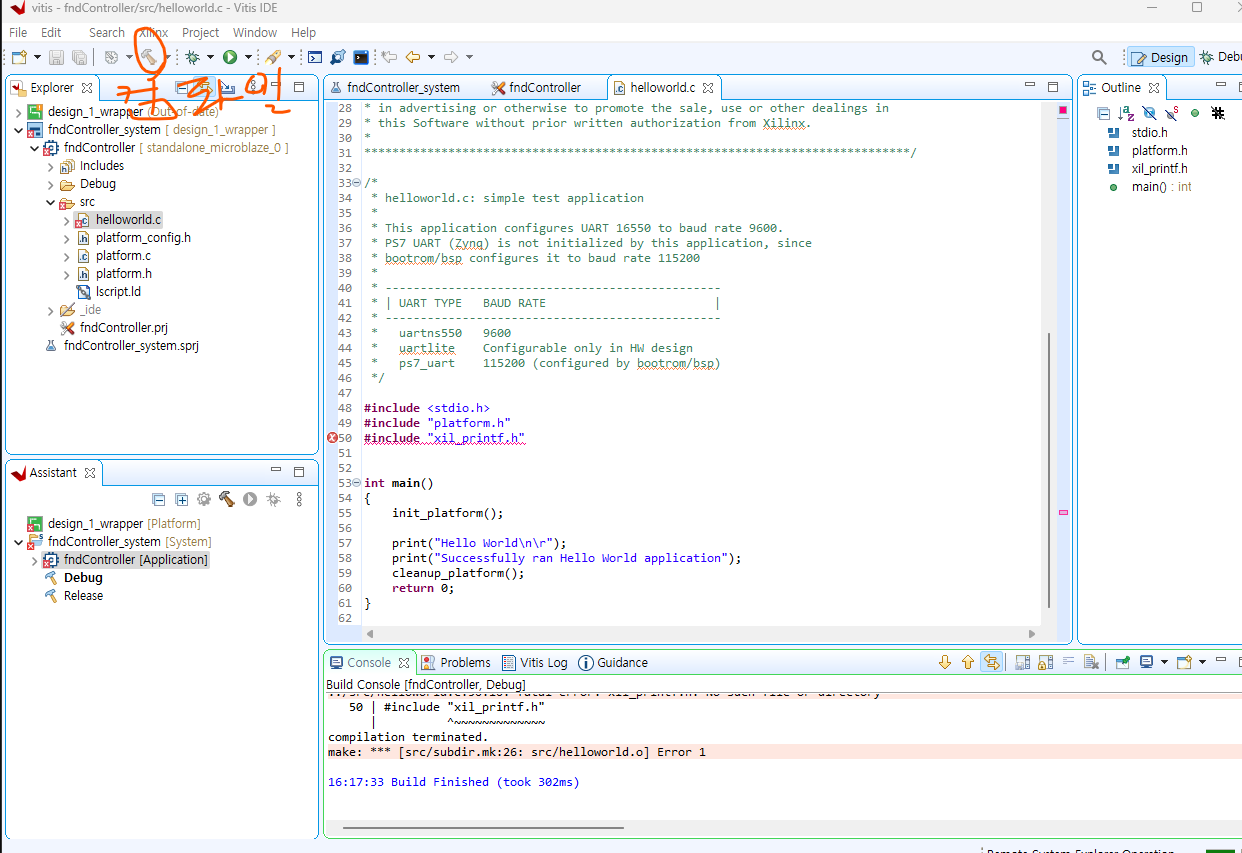 vitis - fndController/src/helloworld.c - Vitis IDE
File Edit Search Xilinx Project Window Help
Design Debu
Explorer
컴파일
design_1_wrapper (Out-of-date)
fndController_system [ design_1_wrapper ]
fndController [ standalone_microblaze_0 ]
Includes
Debug
src
helloworld.c
platform_config.h
platform.c
platform.h
lscript.ld
_ide
fndController.prj
fndController_system.sprj
Assistant
design_1_wrapper [Platform]
fndController_system [System]
fndController [Application]
Debug
Release
fndController_system fndController helloworld.c
28 * in advertising or otherwise to promote the sale, use or other dealings in
29 * this Software without prior written authorization from Xilinx.
30 *
31 ******************************************************************************/
32
33 /*
34 * helloworld.c: simple test application
35 *
36 * This application configures UART 16550 to baud rate 9600.
37 * PS7 UART (Zynq) is not initialized by this application, since
38 * bootrom/bsp configures it to baud rate 115200
39 *
40 * ------------------------------------------------
41 * | UART TYPE BAUD RATE |
42 * ------------------------------------------------
43 * uartns550 9600
44 * uartlite Configurable only in HW design
45 * ps7_uart 115200 (configured by bootrom/bsp)
46 */
47
48 #include <stdio.h>
49 #include "platform.h"
50 #include "xil_printf.h"
51
52
53 int main()
54 {
55 init_platform();
56
57 print("Hello World\n\r");
58 print("Successfully ran Hello World application");
59 cleanup_platform();
60 return 0;
61 }
62
Outline
stdio.h
platform.h
xil_printf.h
main() : int
Console Problems Vitis Log Guidance
Build Console [fndController, Debug]
../src/helloworld.c:50:10: fatal error: xil_printf.h: No such file or directory
50 | #include "xil_printf.h"
| ^~~~~~~~~~~~~~
compilation terminated.
make: *** [src/subdir.mk:26: src/helloworld.o] Error 1
16:17:33 Build Finished (took 302ms)
Remote System Explorer Operation